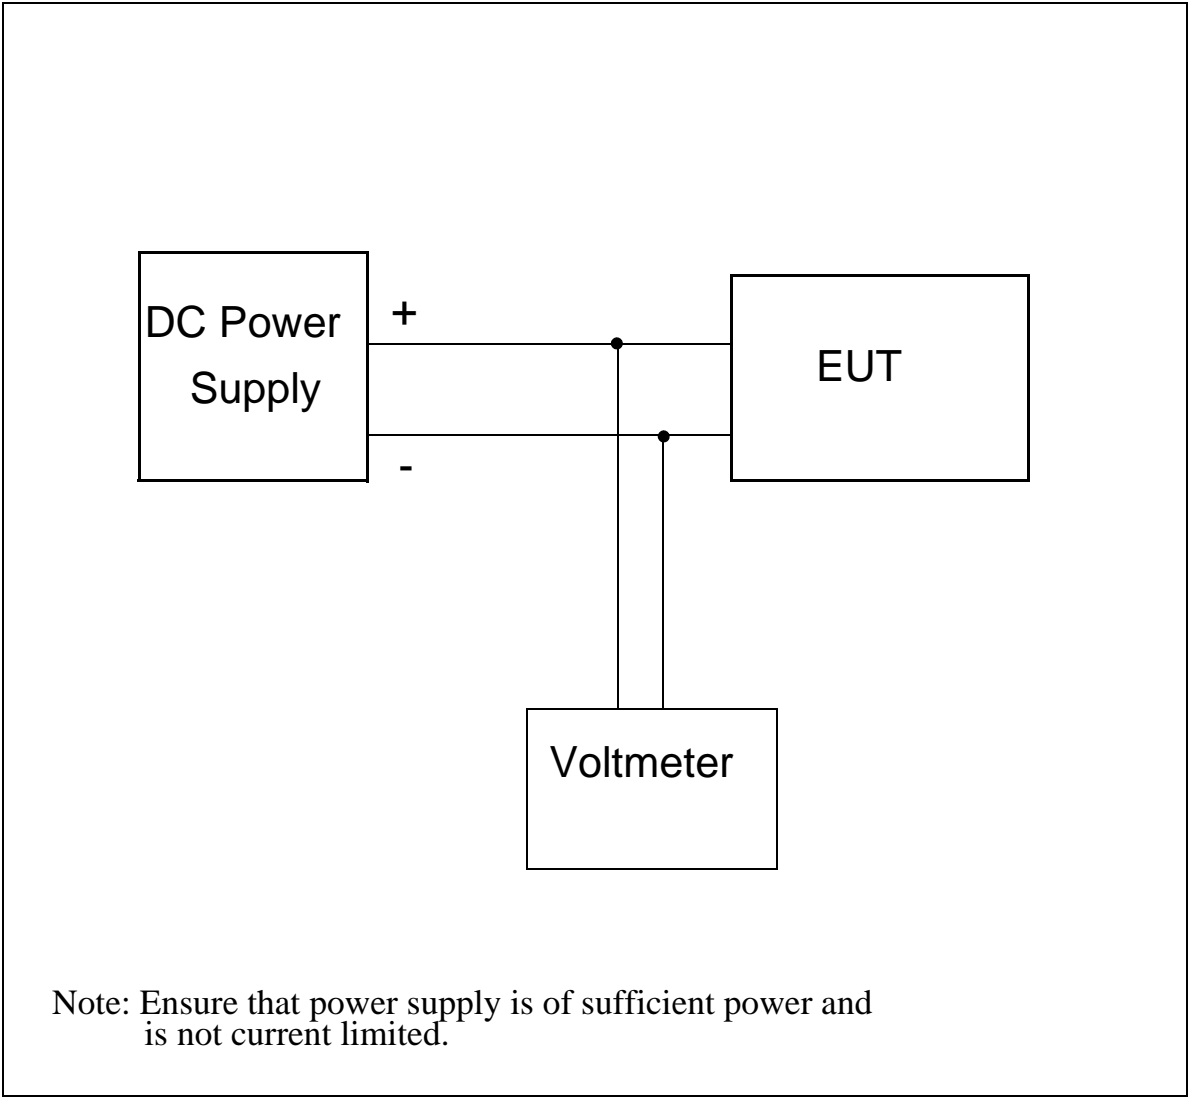 +
DC Power
Supply
EUT
-
Voltmeter
Note: Ensure that power supply is of sufficient power and
is not current limited.